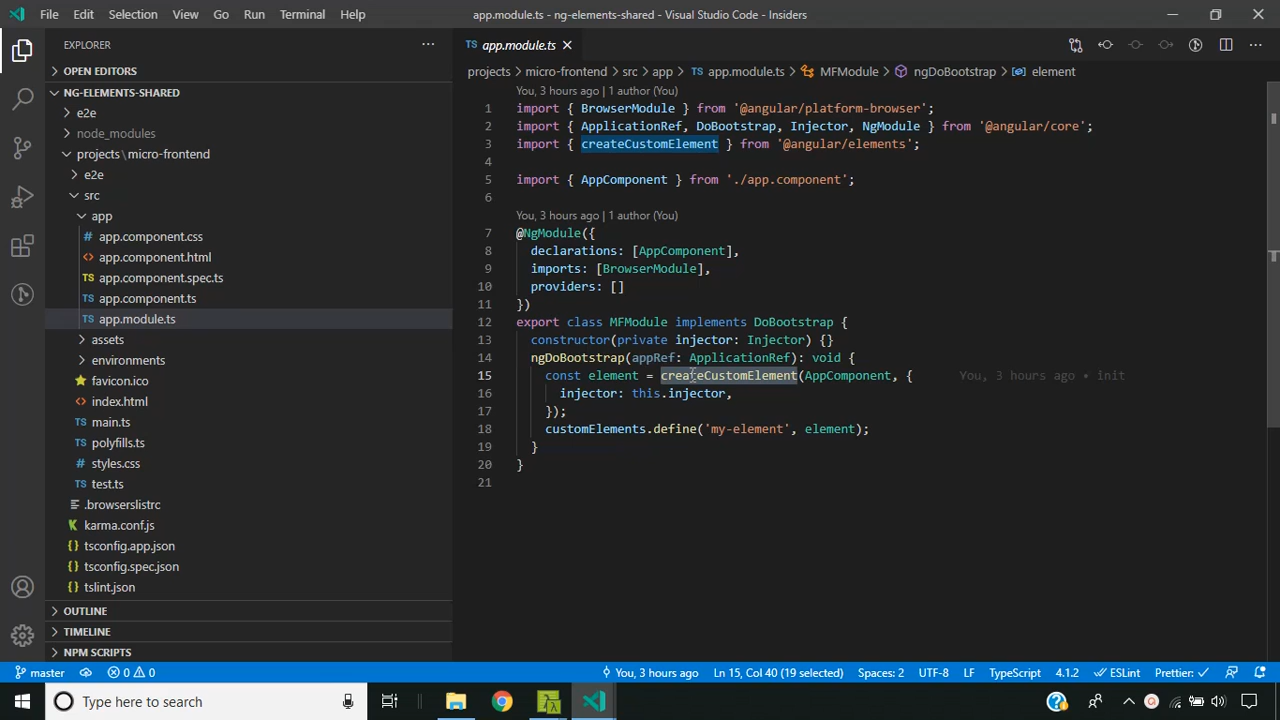 File Edit Selection View Go Run Terminal Help
app.module.ts - ng-elements-shared - Visual Studio Code - Insiders
EXPLORER
OPEN EDITORS
NG-ELEMENTS-SHARED
e2e
node_modules
projects\micro-frontend
e2e
src
app
# app.component.css
<> app.component.html
TS app.component.spec.ts
TS app.component.ts
TS app.module.ts
assets
environments
favicon.ico
<> index.html
TS main.ts
TS polyfills.ts
# styles.css
TS test.ts
.browserslistrc
karma.conf.js
{} tsconfig.app.json
{} tsconfig.spec.json
{} tslint.json
OUTLINE
TIMELINE
NPM SCRIPTS
TS app.module.ts
projects > micro-frontend > src > app > TS app.module.ts > MFModule > ngDoBootstrap > element
You, 3 hours ago | 1 author (You)
1 import { BrowserModule } from '@angular/platform-browser';
2 import { ApplicationRef, DoBootstrap, Injector, NgModule } from '@angular/core';
3 import { createCustomElement } from '@angular/elements';
4
5 import { AppComponent } from './app.component';
6
You, 3 hours ago | 1 author (You)
7 @NgModule({
8 declarations: [AppComponent],
9 imports: [BrowserModule],
10 providers: []
11 })
12 export class MFModule implements DoBootstrap {
13 constructor(private injector: Injector) {}
14 ngDoBootstrap(appRef: ApplicationRef): void {
15 const element = createCustomElement(AppComponent, { You, 3 hours ago • init
16 injector: this.injector,
17 });
18 customElements.define('my-element', element);
19 }
20 }
21
master 0 0 You, 3 hours ago Ln 15, Col 40 (19 selected) Spaces: 2 UTF-8 LF TypeScript 4.1.2 ESLint Prettier: ✓
Type here to search